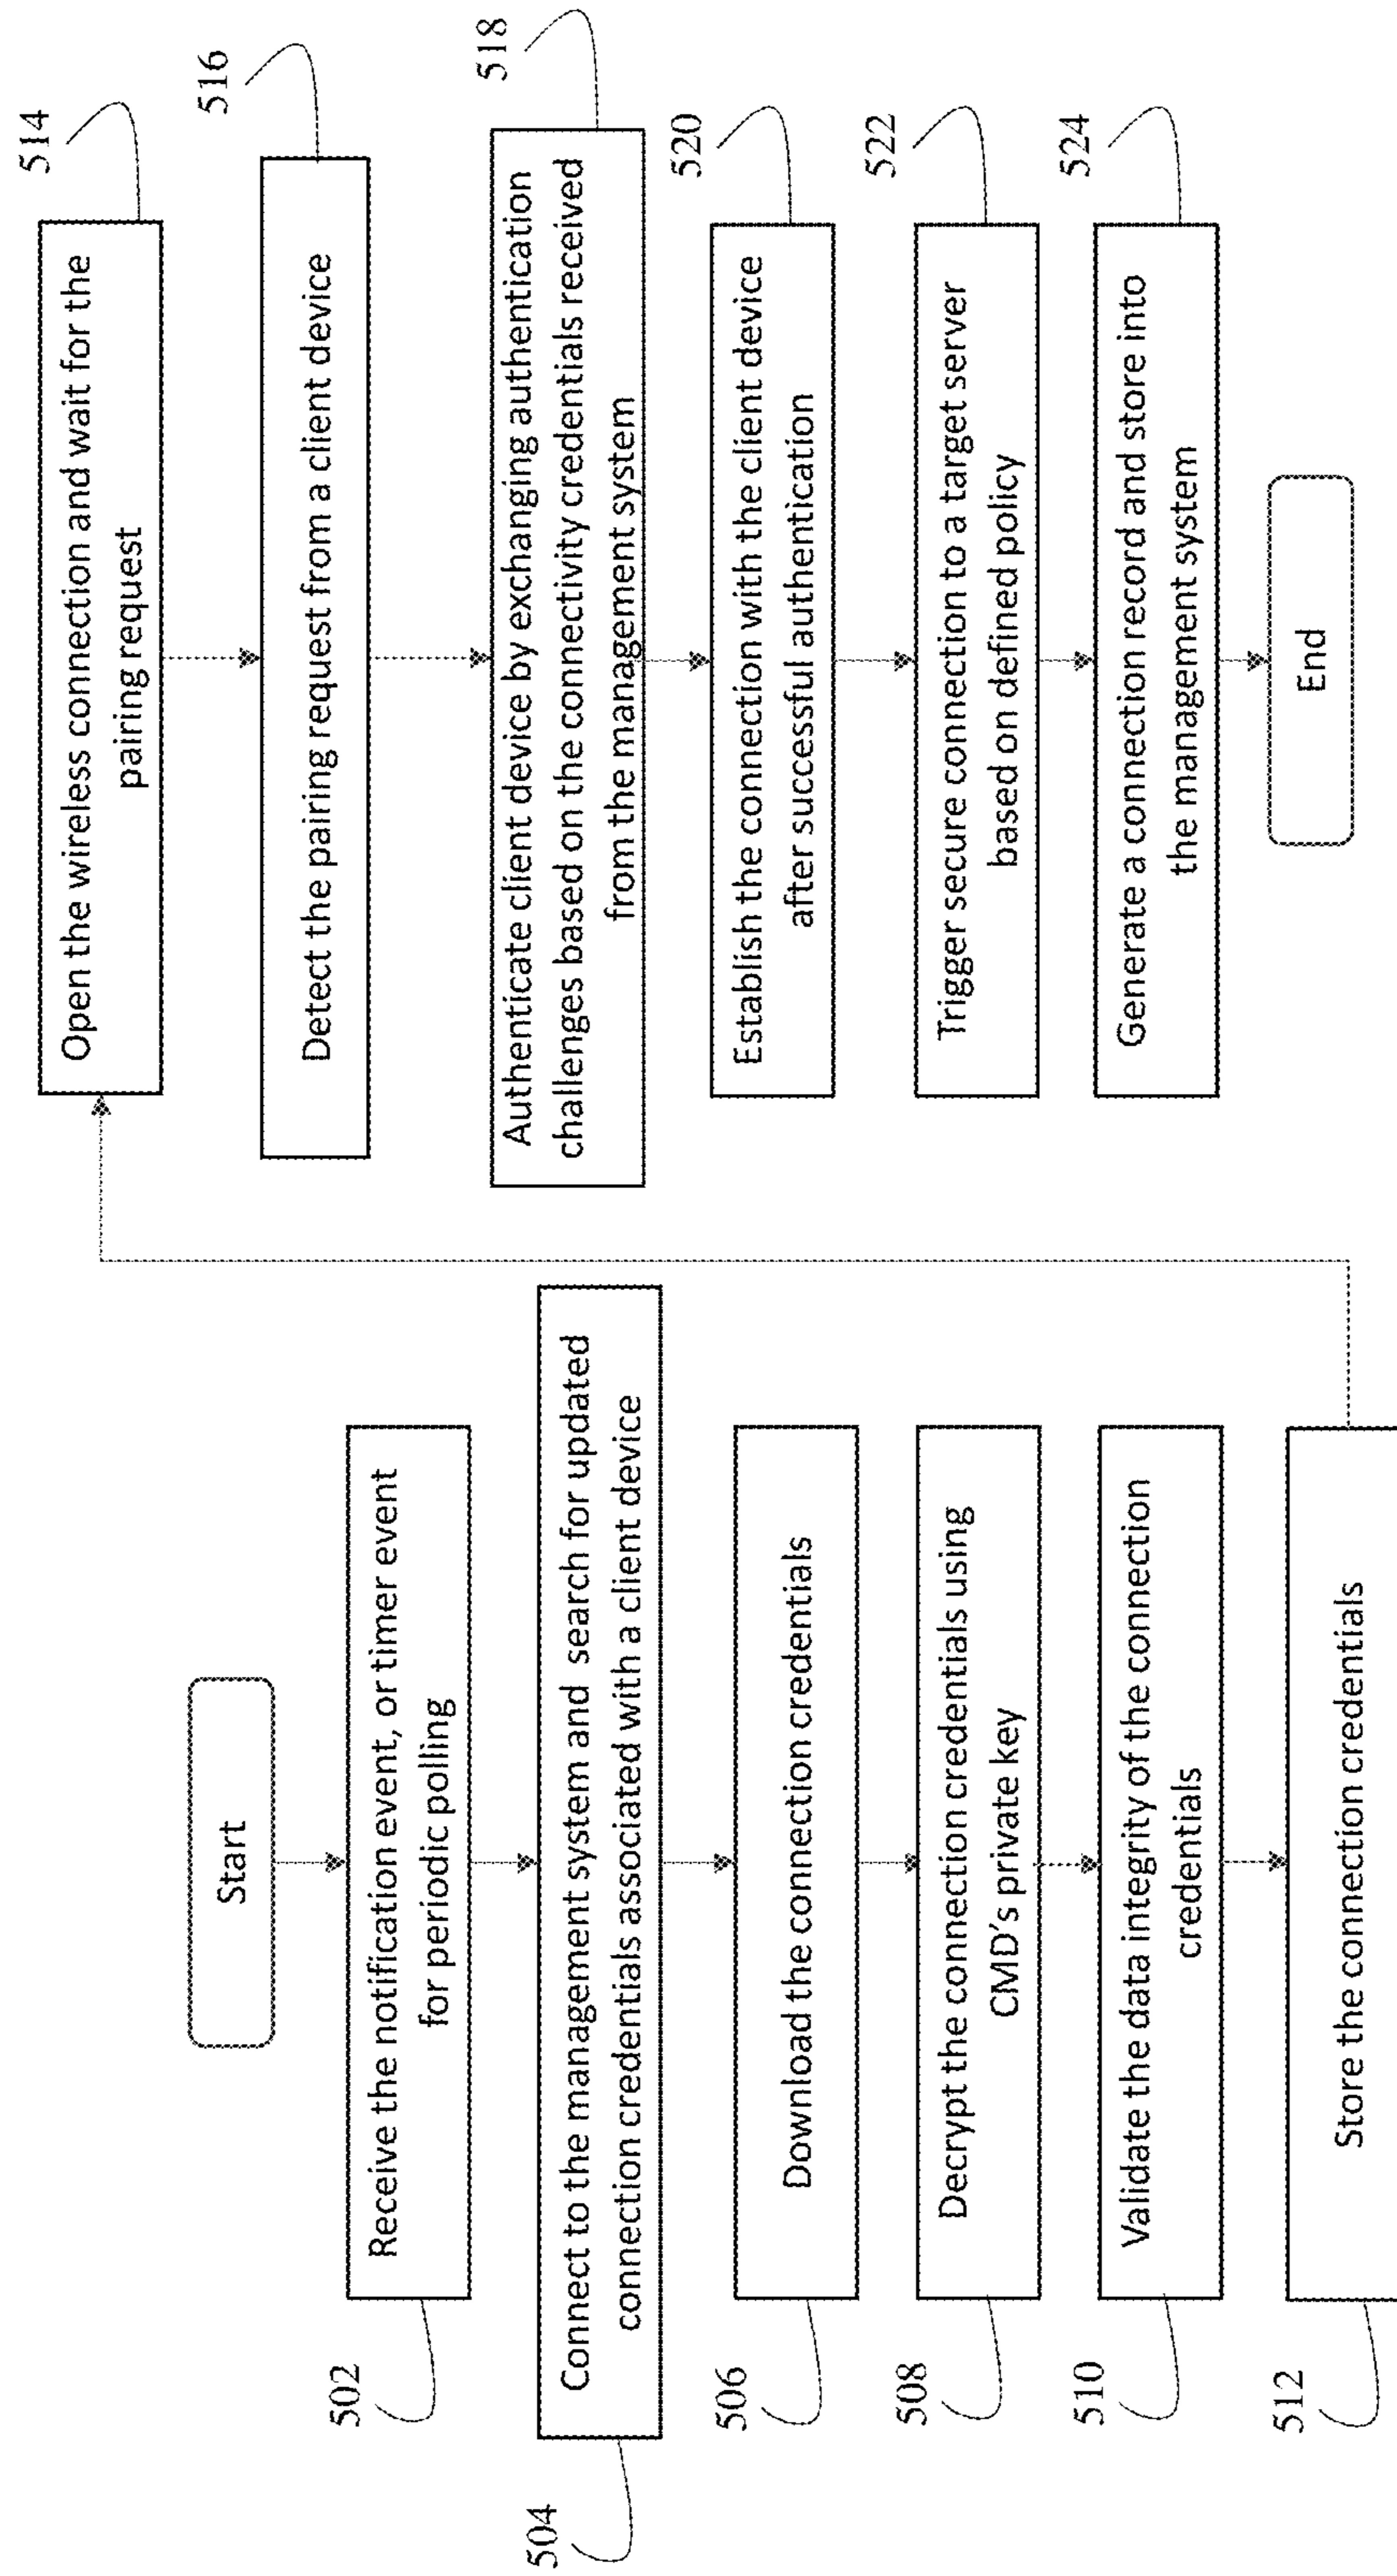 Start
Receive the notification event, or timer event
for periodic polling
502
Connect to the management system and search for updated
connection credentials associated with a client device
504
Download the connection credentials
506
Decrypt the connection credentials using
CMD's private key
508
Validate the data integrity of the connection
credentials
510
Store the connection credentials
512
Open the wireless connection and wait for the
pairing request
514
Detect the pairing request from a client device
516
Authenticate client device by exchanging authentication
challenges based on the connectivity credentials received
from the management system
518
Establish the connection with the client device
after successful authentication
520
Trigger secure connection to a target server
based on defined policy
522
Generate a connection record and store into
the management system
524
End